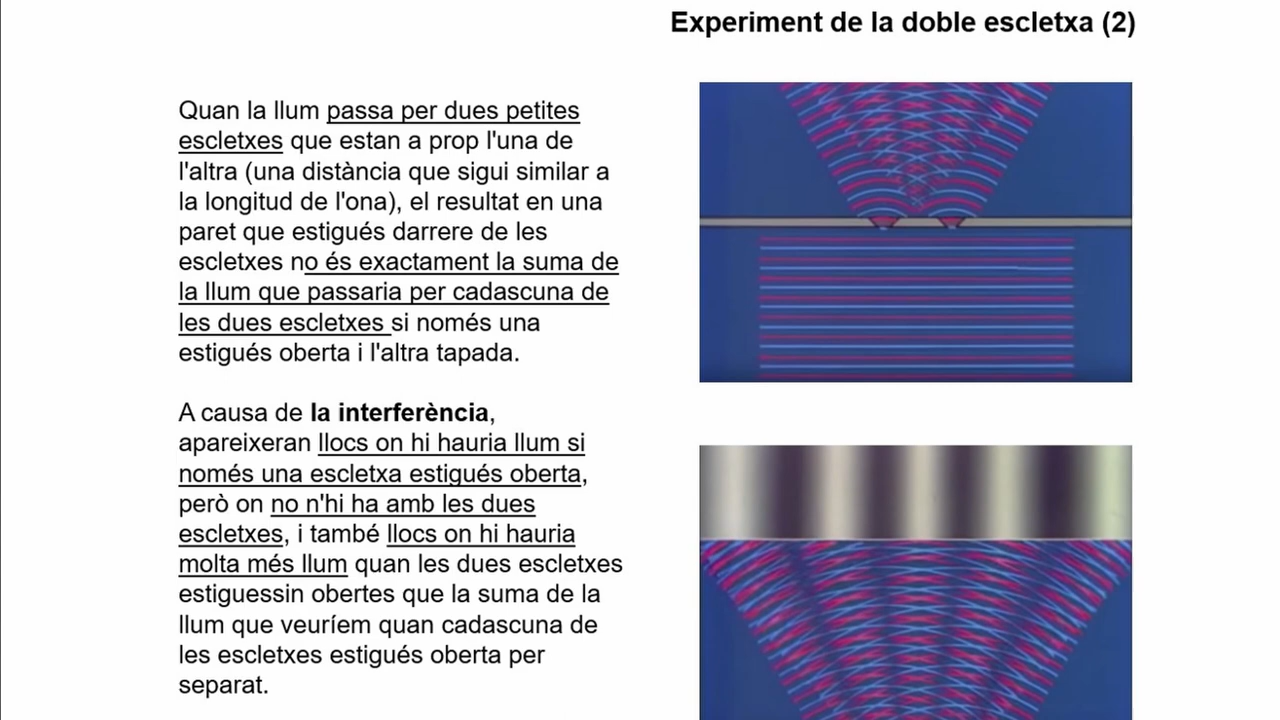 Experiment de la doble escletxa (2)
Quan la llum passa per dues petites
escletxes que estan a prop l'una de
l'altra (una distància que sigui similar a
la longitud de l'ona), el resultat en una
paret que estigués darrere de les
escletxes no és exactament la suma de
la llum que passaria per cadascuna de
les dues escletxes si només una
estigués oberta i l'altra tapada.
A causa de la interferència,
apareixeran llocs on hi hauria llum si
només una escletxa estigués oberta,
però on no n'hi ha amb les dues
escletxes, i també llocs on hi hauria
molta més llum quan les dues escletxes
estiguessin obertes que la suma de la
llum que veuríem quan cadascuna de
les escletxes estigués oberta per
separat.